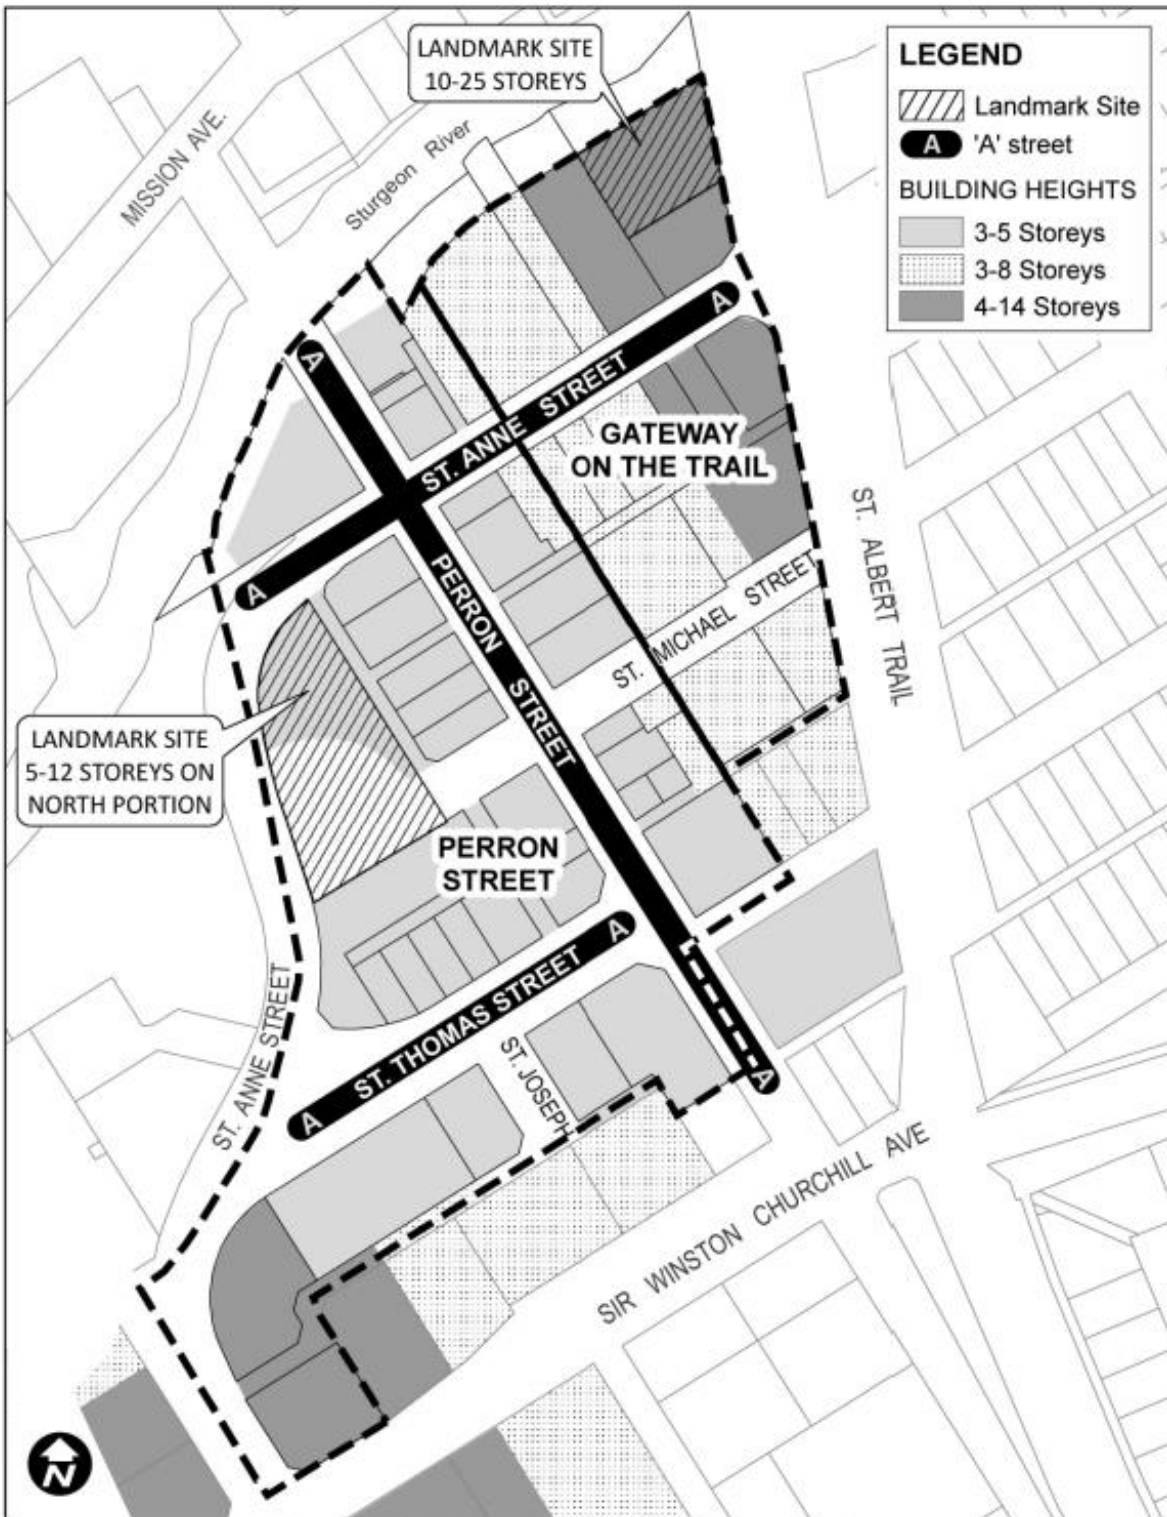 LANDMARK SITE
10-25 STOREYS
LEGEND
Landmark Site
A 'A' street
BUILDING HEIGHTS
3-5 Storeys
3-8 Storeys
4-14 Storeys
MISSION AVE.
Sturgeon River
A
A
ST. ANNE STREET
A
GATEWAY
ON THE TRAIL
PERRON STREET
ST. MICHAEL STREET
ST. ALBERT TRAIL
LANDMARK SITE
5-12 STOREYS ON
NORTH PORTION
PERRON
STREET
A ST. THOMAS STREET A
ST. ANNE STREET
ST. JOSEPH
A
SIR WINSTON CHURCHILL AVE
N